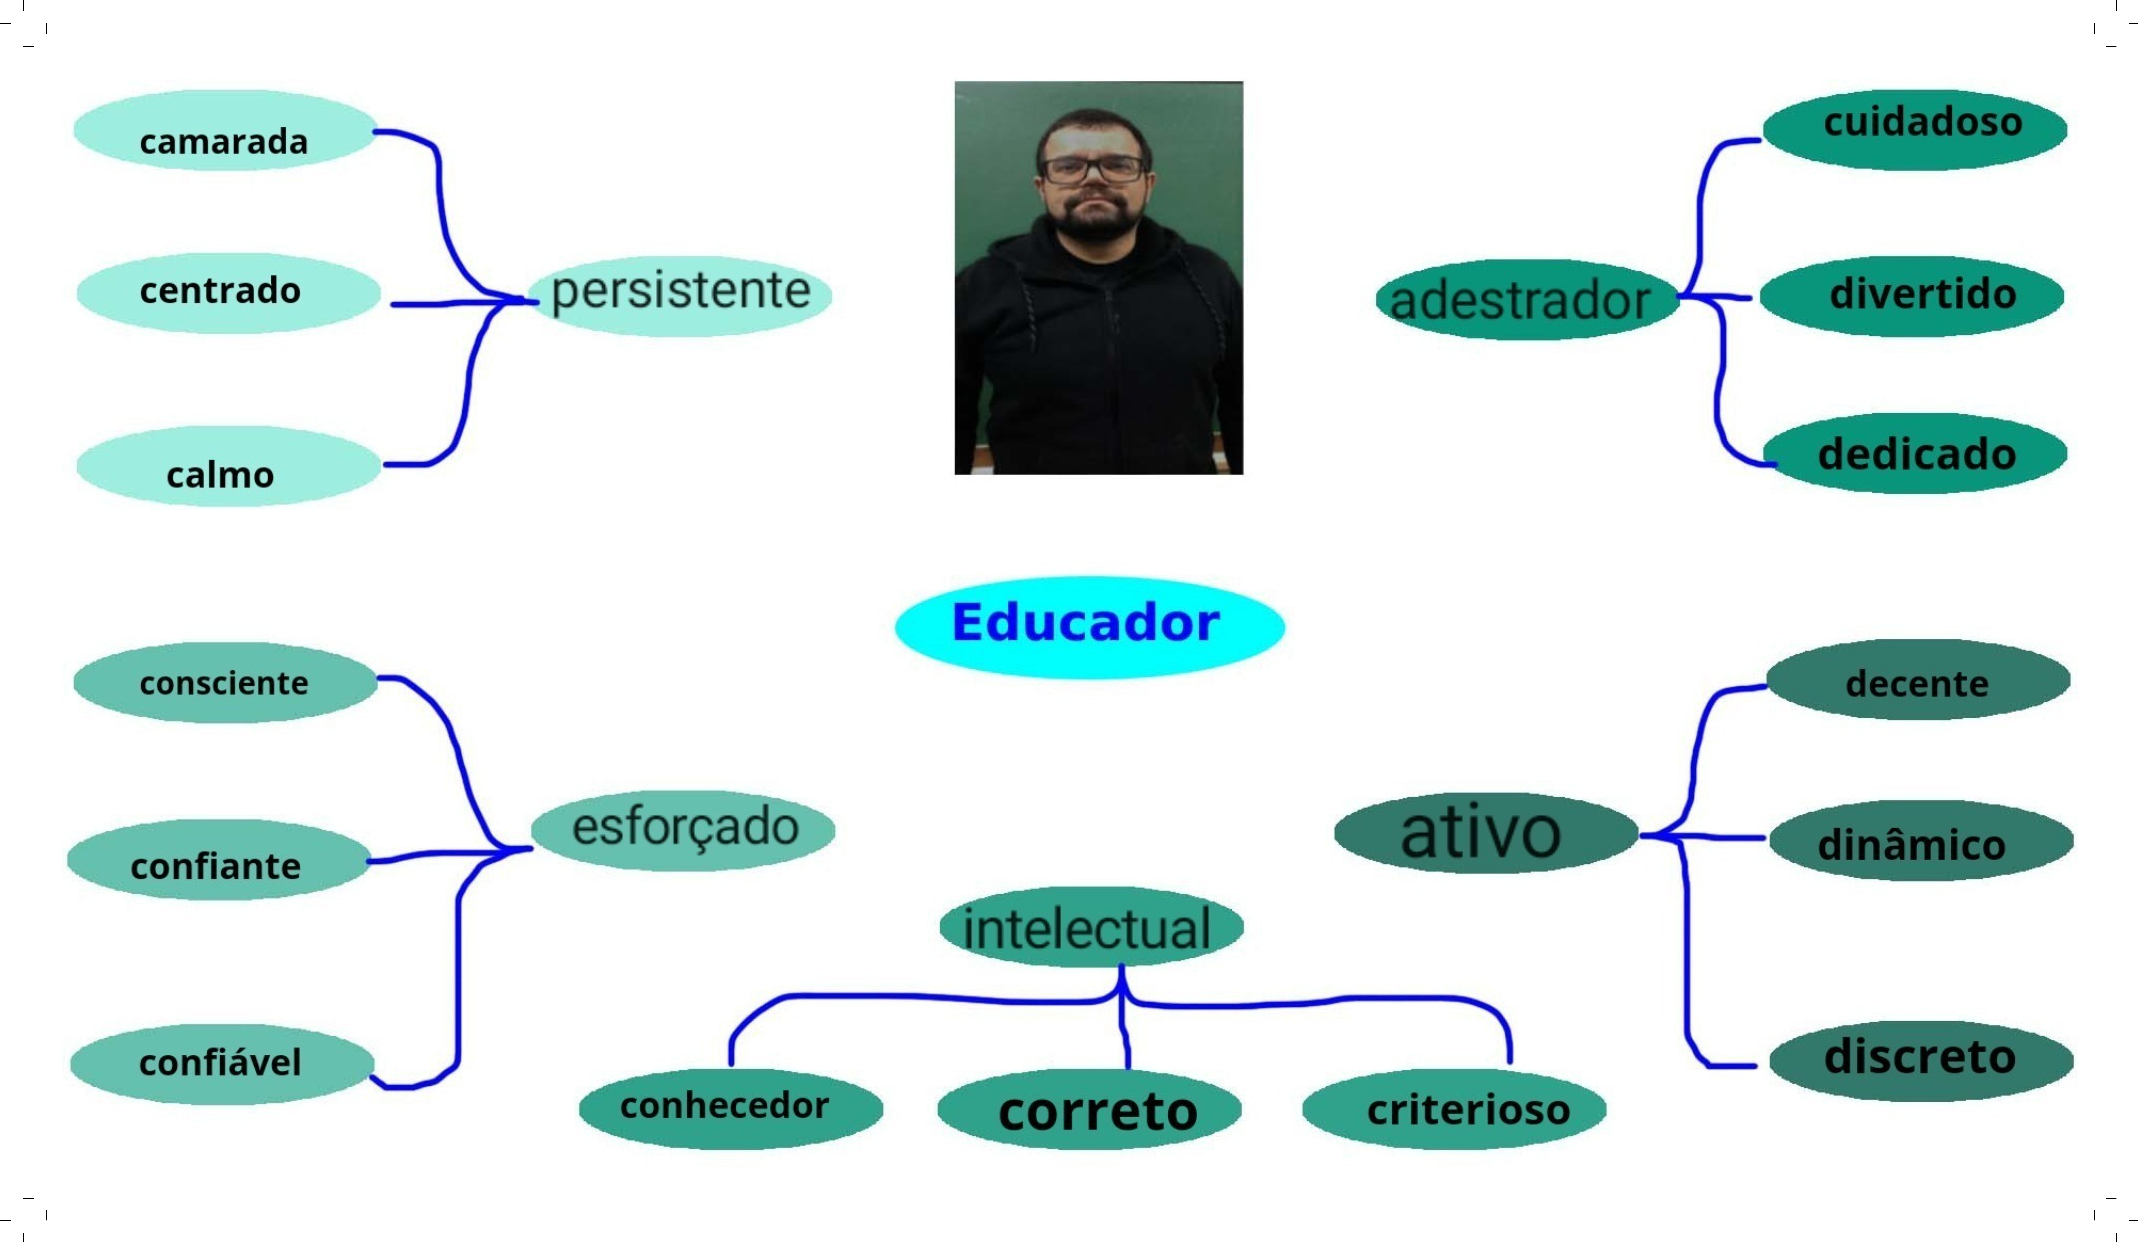 camarada
centrado
calmo
persistente
adestrador
cuidadoso
divertido
dedicado
Educador
consciente
confiante
confiável
esforçado
intelectual
conhecedor
correto
criterioso
ativo
decente
dinâmico
discreto